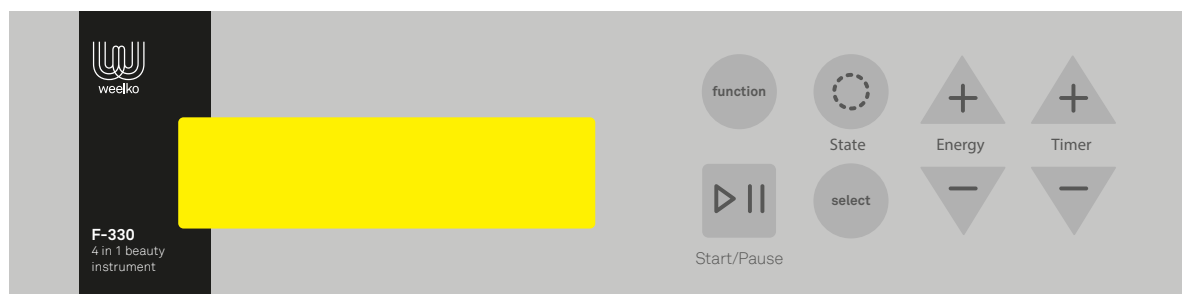 weelko
F-330
4 in 1 beauty
instrument
function
State
Energy
Timer
select
Start/Pause